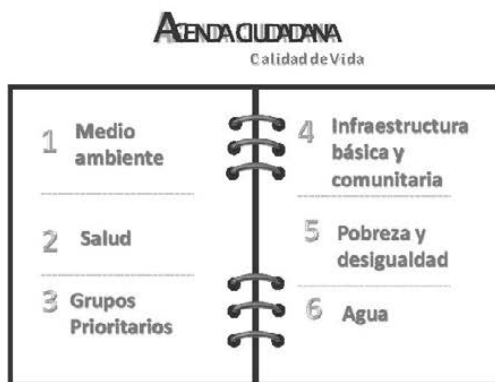 AGENDA CIUDADANA
Calidad de Vida
1 Medio
ambiente
2 Salud
3 Grupos
Prioritarios
4 Infraestructura
básica y
comunitaria
5 Pobreza y
desigualdad
6 Agua